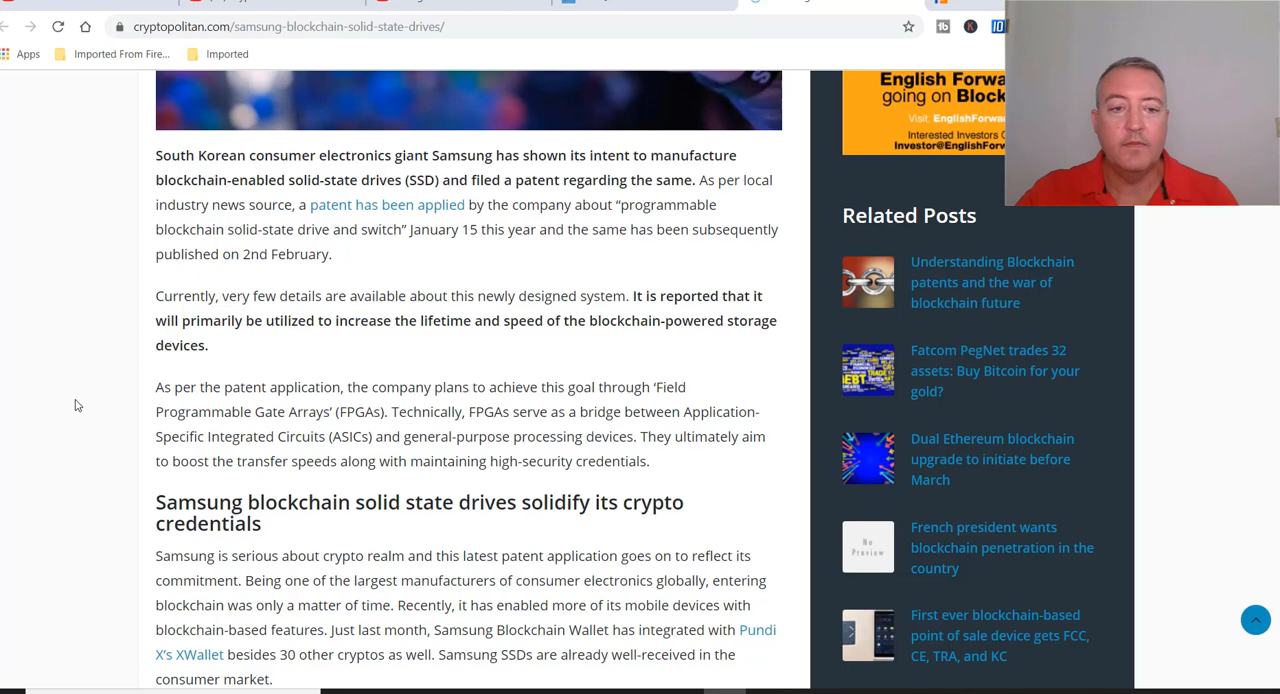 cryptopolitan.com/samsung-blockchain-solid-state-drives/
Apps
Imported From Fire...
Imported
South Korean consumer electronics giant Samsung has shown its intent to manufacture
blockchain-enabled solid-state drives (SSD) and filed a patent regarding the same. As per local
industry news source, a patent has been applied by the company about “programmable
blockchain solid-state drive and switch” January 15 this year and the same has been subsequently
published on 2nd February.
Currently, very few details are available about this newly designed system. It is reported that it
will primarily be utilized to increase the lifetime and speed of the blockchain-powered storage
devices.
As per the patent application, the company plans to achieve this goal through ‘Field
Programmable Gate Arrays’ (FPGAs). Technically, FPGAs serve as a bridge between Application-
Specific Integrated Circuits (ASICs) and general-purpose processing devices. They ultimately aim
to boost the transfer speeds along with maintaining high-security credentials.
Samsung blockchain solid state drives solidify its crypto
credentials
Samsung is serious about crypto realm and this latest patent application goes on to reflect its
commitment. Being one of the largest manufacturers of consumer electronics globally, entering
blockchain was only a matter of time. Recently, it has enabled more of its mobile devices with
blockchain-based features. Just last month, Samsung Blockchain Wallet has integrated with Pundi
X’s XWallet besides 30 other cryptos as well. Samsung SSDs are already well-received in the
consumer market.
English Forwa
going on Block
Visit: EnglishForwa
Interested Investors C
Investor@EnglishForw
Related Posts
Understanding Blockchain
patents and the war of
blockchain future
Fatcom PegNet trades 32
assets: Buy Bitcoin for your
gold?
Dual Ethereum blockchain
upgrade to initiate before
March
No
Preview
French president wants
blockchain penetration in the
country
First ever blockchain-based
point of sale device gets FCC,
CE, TRA, and KC